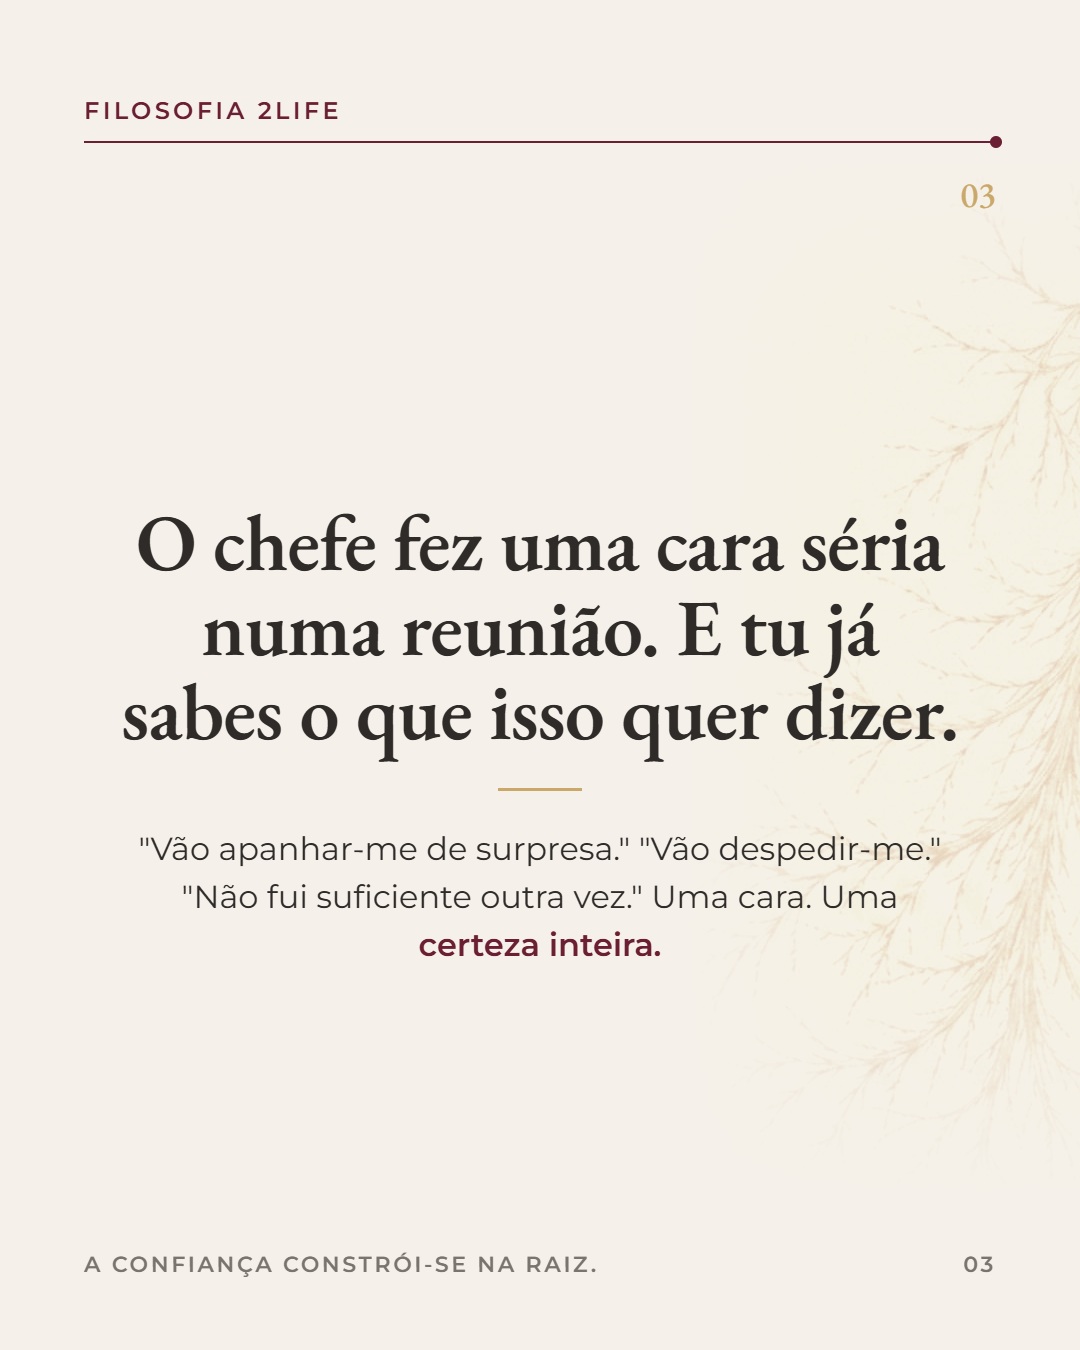 FILOSOFIA 2LIFE
03
O chefe fez uma cara séria
numa reunião. E tu já
sabes o que isso quer dizer.
"Vão apanhar-me de surpresa." "Vão despedir-me."
"Não fui suficiente outra vez." Uma cara. Uma
certeza inteira.
A CONFIANÇA CONSTRÓI-SE NA RAIZ.
03